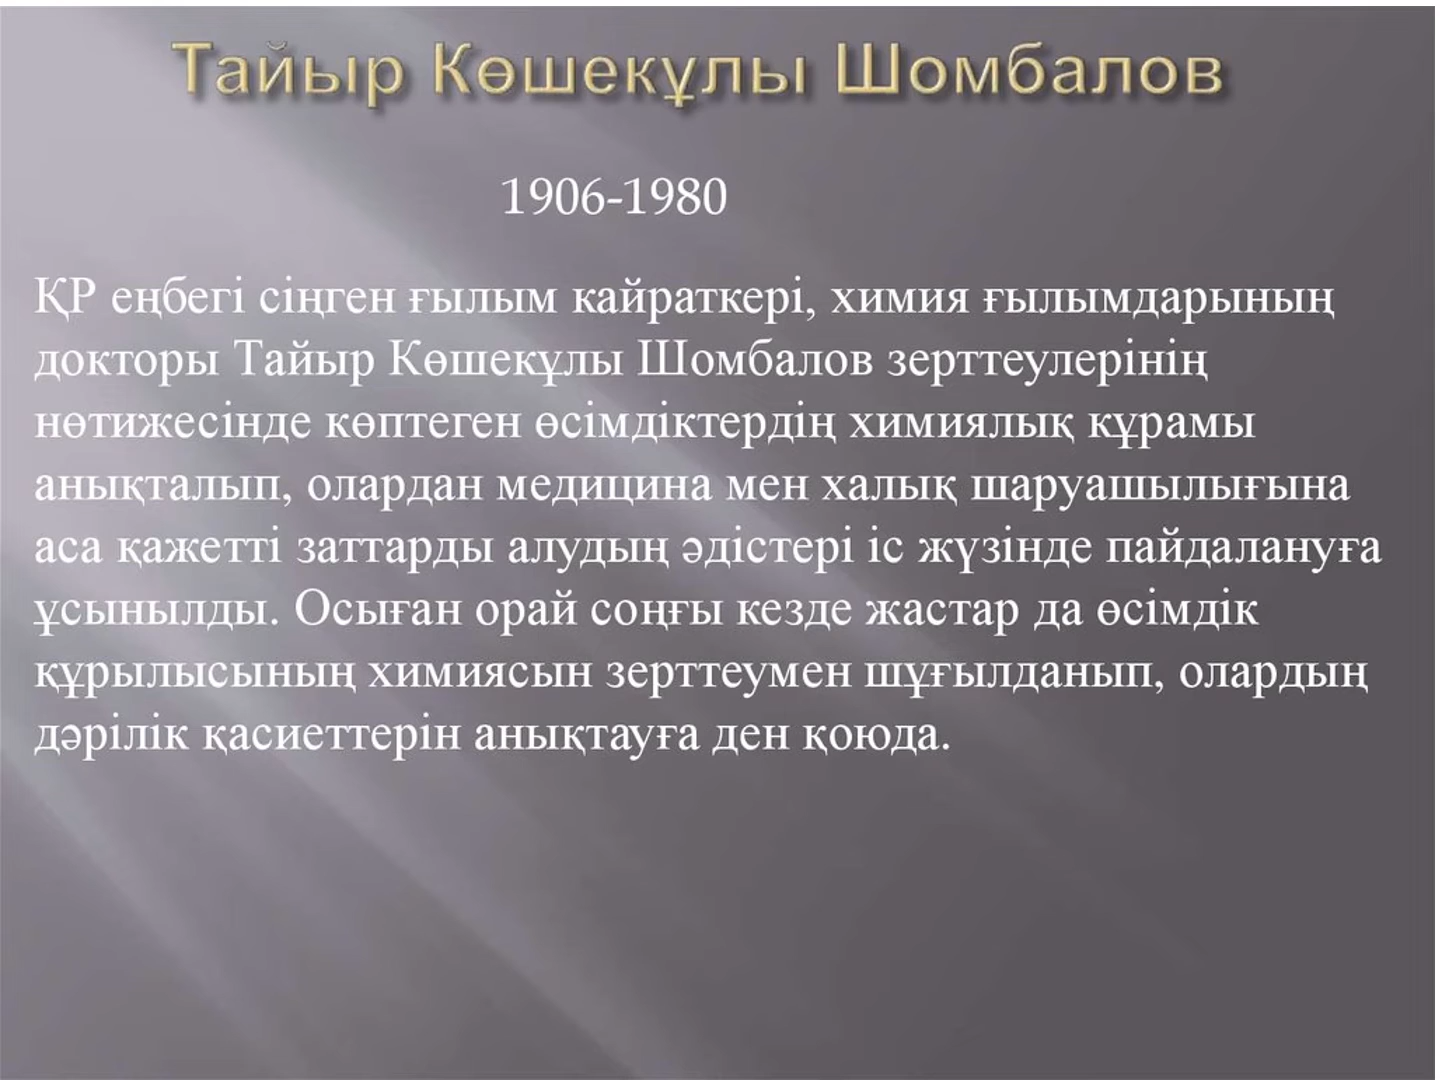 Тайыр Көшекұлы Шомбалов
1906-1980
ҚР еңбегі сіңген ғылым кайраткері, химия ғылымдарының
докторы Тайыр Көшекұлы Шомбалов зерттеулерінің
нөтижесінде көптеген өсімдіктердің химиялық кұрамы
анықталып, олардан медицина мен халық шаруашылығына
аса қажетті заттарды алудың әдістері іс жүзінде пайдалануға
ұсынылды. Осыған орай соңғы кезде жастар да өсімдік
құрылысының химиясын зерттеумен шұғылданып, олардың
дәрілік қасиеттерін анықтауға ден қоюда.